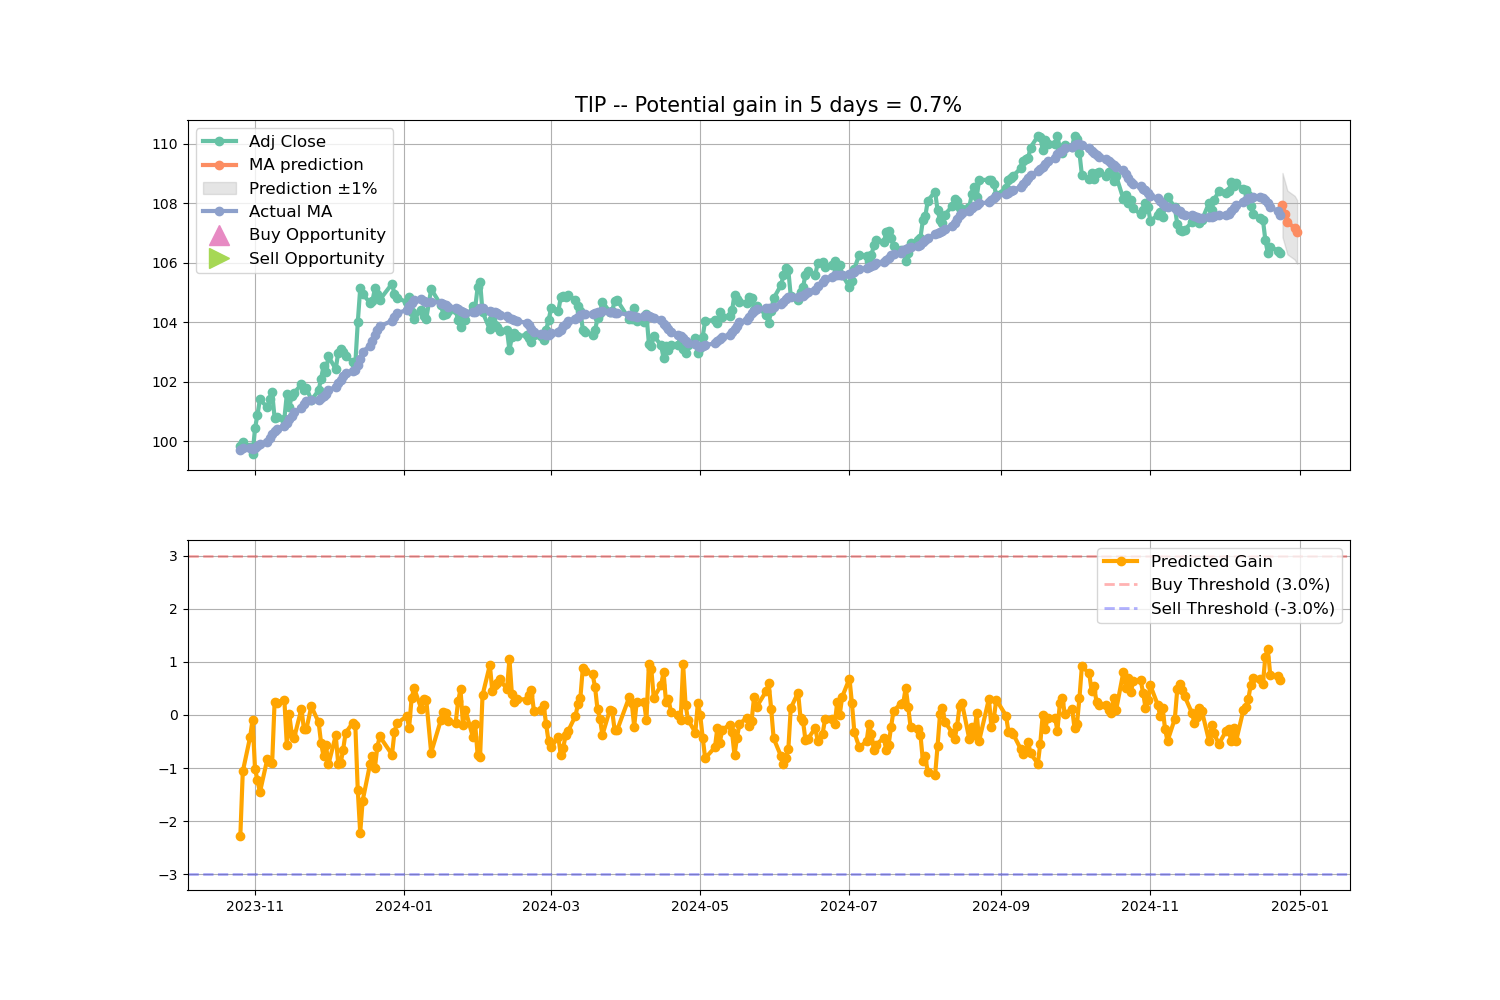 TIP -- Potential gain in 5 days = 0.7%
110
108
106
104
102
100
Adj Close
MA prediction
Prediction ±1%
Actual MA
Buy Opportunity
Sell Opportunity
3
2
1
0
−1
−2
−3
Predicted Gain
Buy Threshold (3.0%)
Sell Threshold (-3.0%)
2023-11
2024-01
2024-03
2024-05
2024-07
2024-09
2024-11
2025-01